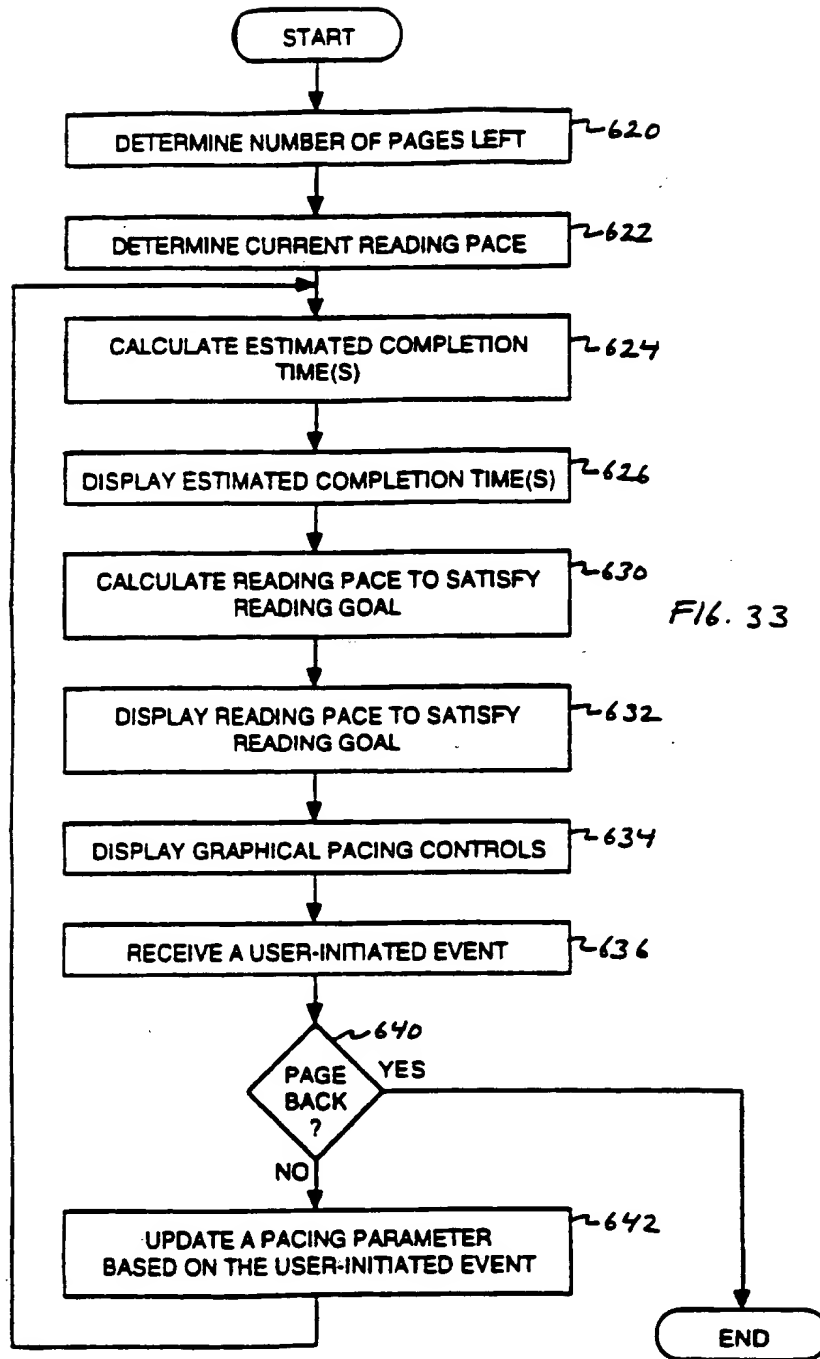 START
DETERMINE NUMBER OF PAGES LEFT
620
DETERMINE CURRENT READING PACE
622
CALCULATE ESTIMATED COMPLETION
TIME(S)
624
DISPLAY ESTIMATED COMPLETION TIME(S)
626
CALCULATE READING PACE TO SATISFY
READING GOAL
630
FIG. 33
DISPLAY READING PACE TO SATISFY
READING GOAL
632
DISPLAY GRAPHICAL PACING CONTROLS
634
RECEIVE A USER-INITIATED EVENT
636
640
PAGE
BACK
?
YES
NO
UPDATE A PACING PARAMETER
BASED ON THE USER-INITIATED EVENT
642
END